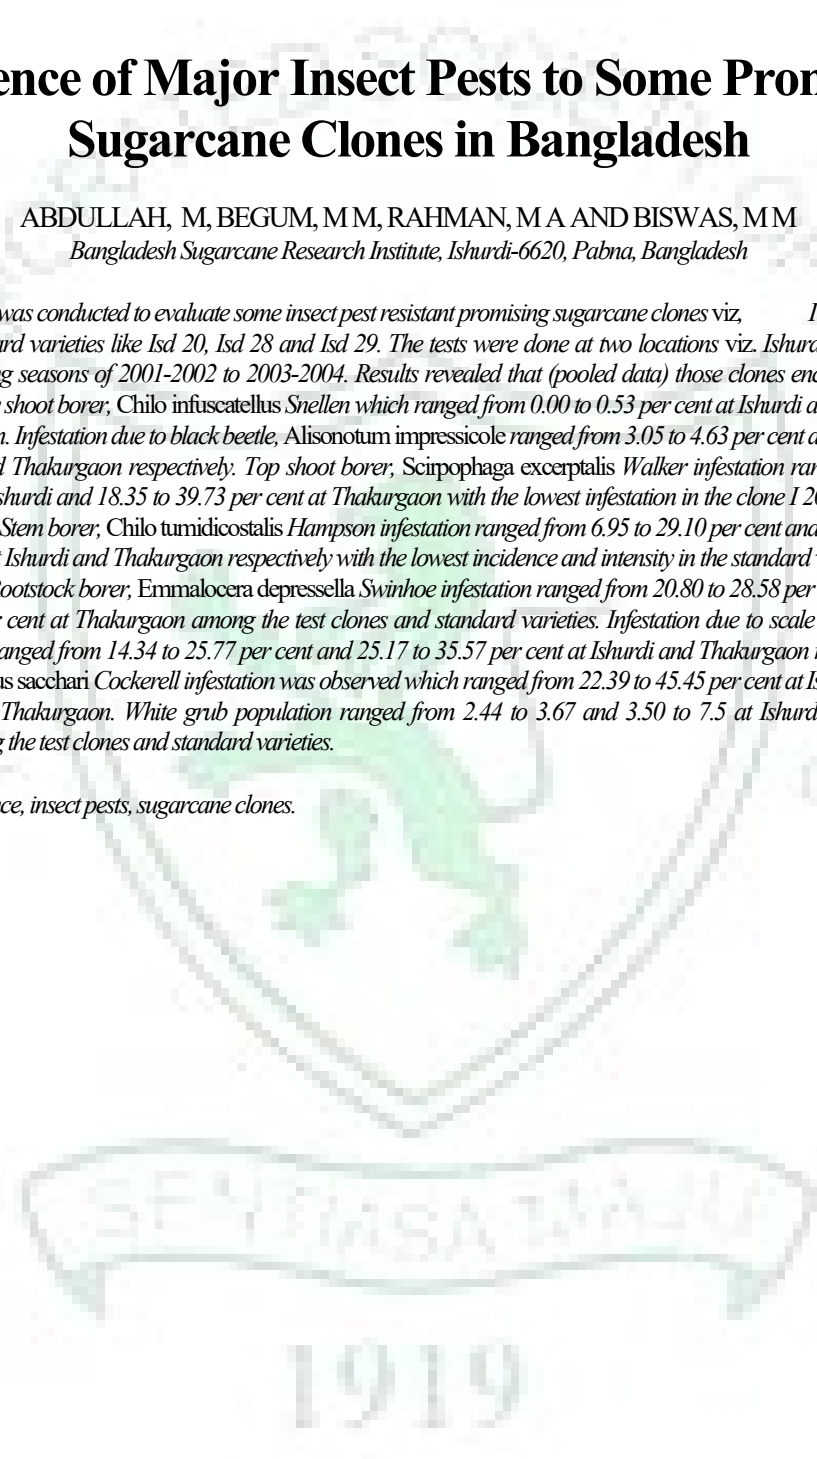 ence of Major Insect Pests to Some Pron
Sugarcane Clones in Bangladesh
ABDULLAH, M, BEGUM, M M, RAHMAN, M A AND BISWAS, M M
Bangladesh Sugarcane Research Institute, Ishurdi-6620, Pabna, Bangladesh
was conducted to evaluate some insect pest resistant promising sugarcane clones viz, I
ard varieties like Isd 20, Isd 28 and Isd 29. The tests were done at two locations viz. Ishurd
g seasons of 2001-2002 to 2003-2004. Results revealed that (pooled data) those clones enc
shoot borer, Chilo infuscatellus Snellen which ranged from 0.00 to 0.53 per cent at Ishurdi a
n. Infestation due to black beetle, Alisonotum impressicole ranged from 3.05 to 4.63 per cent a
d Thakurgaon respectively. Top shoot borer, Scirpophaga excerptalis Walker infestation ran
shurdi and 18.35 to 39.73 per cent at Thakurgaon with the lowest infestation in the clone I 20
Stem borer, Chilo tumidicostalis Hampson infestation ranged from 6.95 to 29.10 per cent and
t Ishurdi and Thakurgaon respectively with the lowest incidence and intensity in the standard
Rootstock borer, Emmalocera depressella Swinhoe infestation ranged from 20.80 to 28.58 per
r cent at Thakurgaon among the test clones and standard varieties. Infestation due to scale
anged from 14.34 to 25.77 per cent and 25.17 to 35.57 per cent at Ishurdi and Thakurgaon
us sacchari Cockerell infestation was observed which ranged from 22.39 to 45.45 per cent at Is
Thakurgaon. White grub population ranged from 2.44 to 3.67 and 3.50 to 7.5 at Ishurd
g the test clones and standard varieties.
ce, insect pests, sugarcane clones.
1919